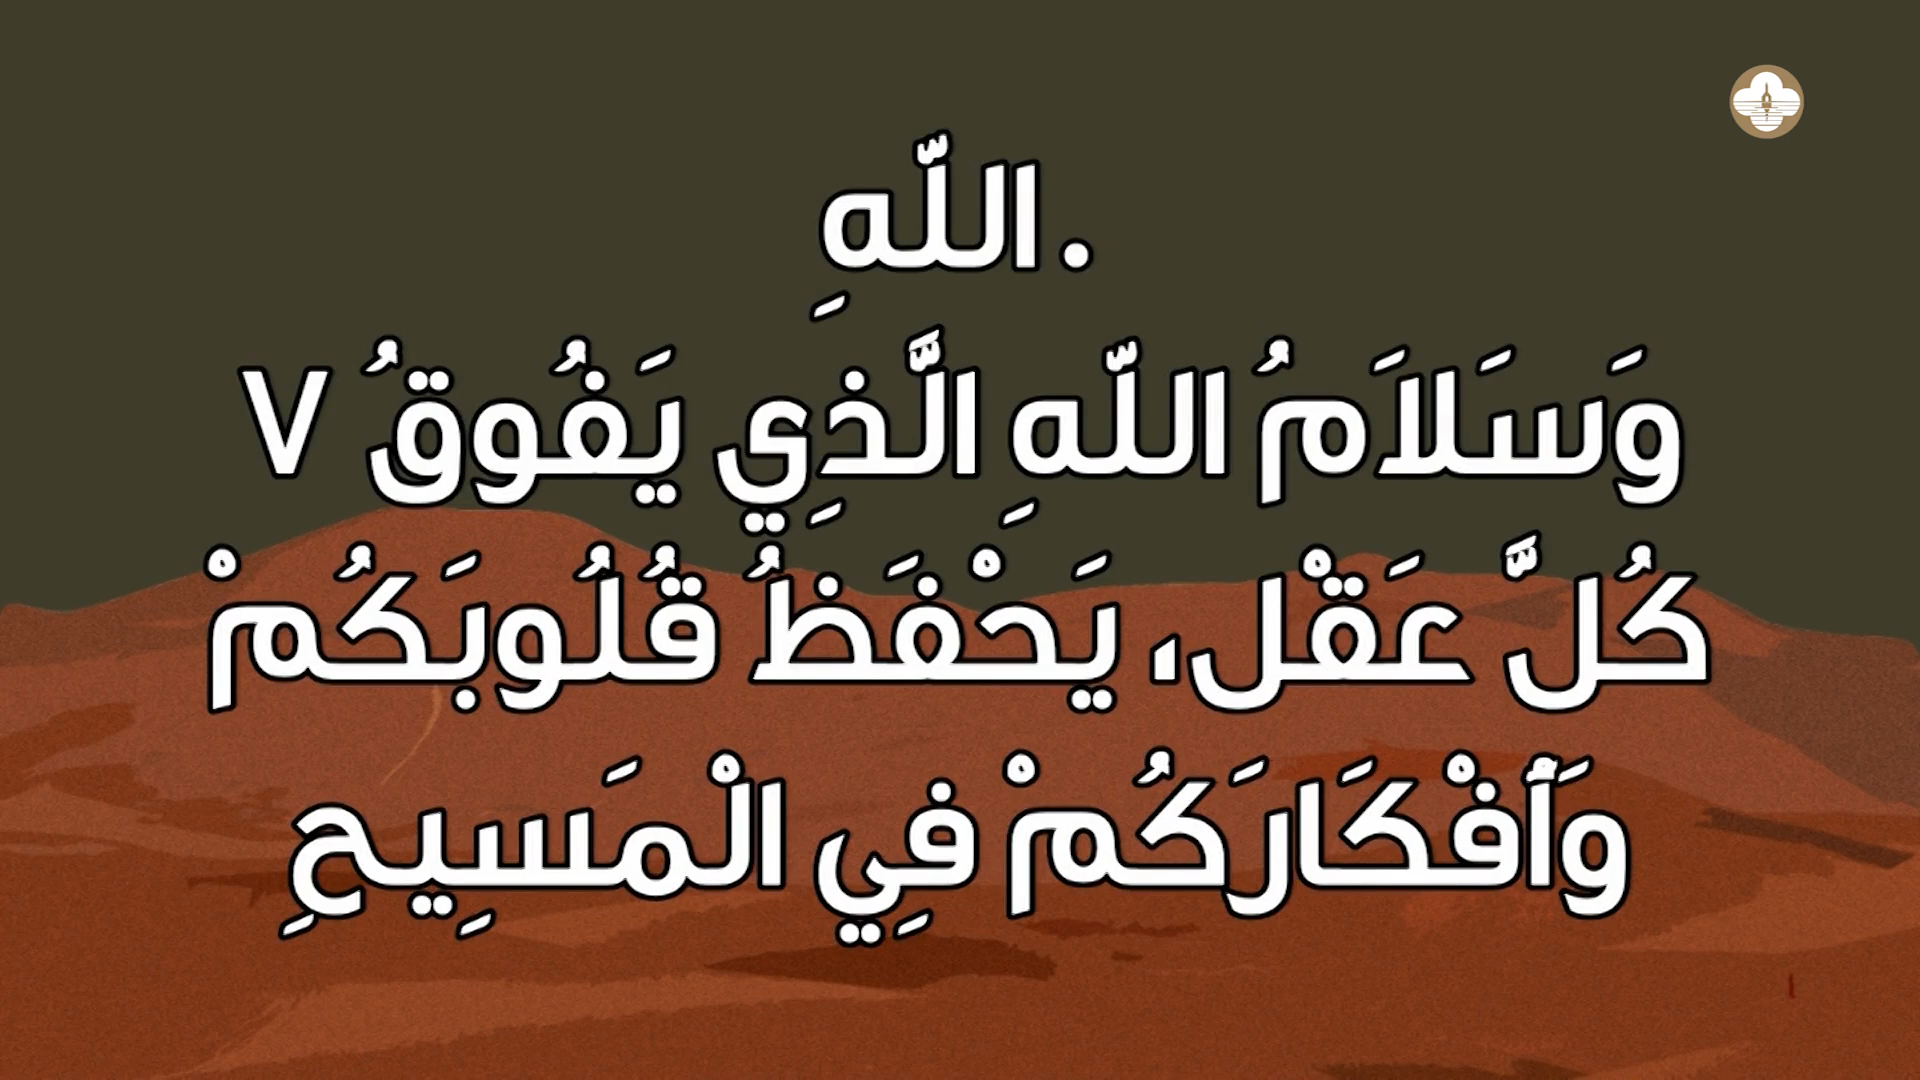 .اللّهِ
وَسَلاَمُ اللّهِ الَّذِي يَفُوقُ ٧
كُلَّ عَقْل، يَحْفَظُ قُلُوبَكُمْ
وَأَفْكَارَكُمْ فِي الْمَسِيحِ